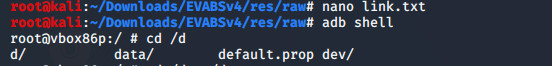 root@kali:~/Downloads/EVABSv4/res/raw# nano link.txt
root@kali:~/Downloads/EVABSv4/res/raw# adb shell
root@vbox86p:/ # cd /d
d/ data/ default.prop dev/